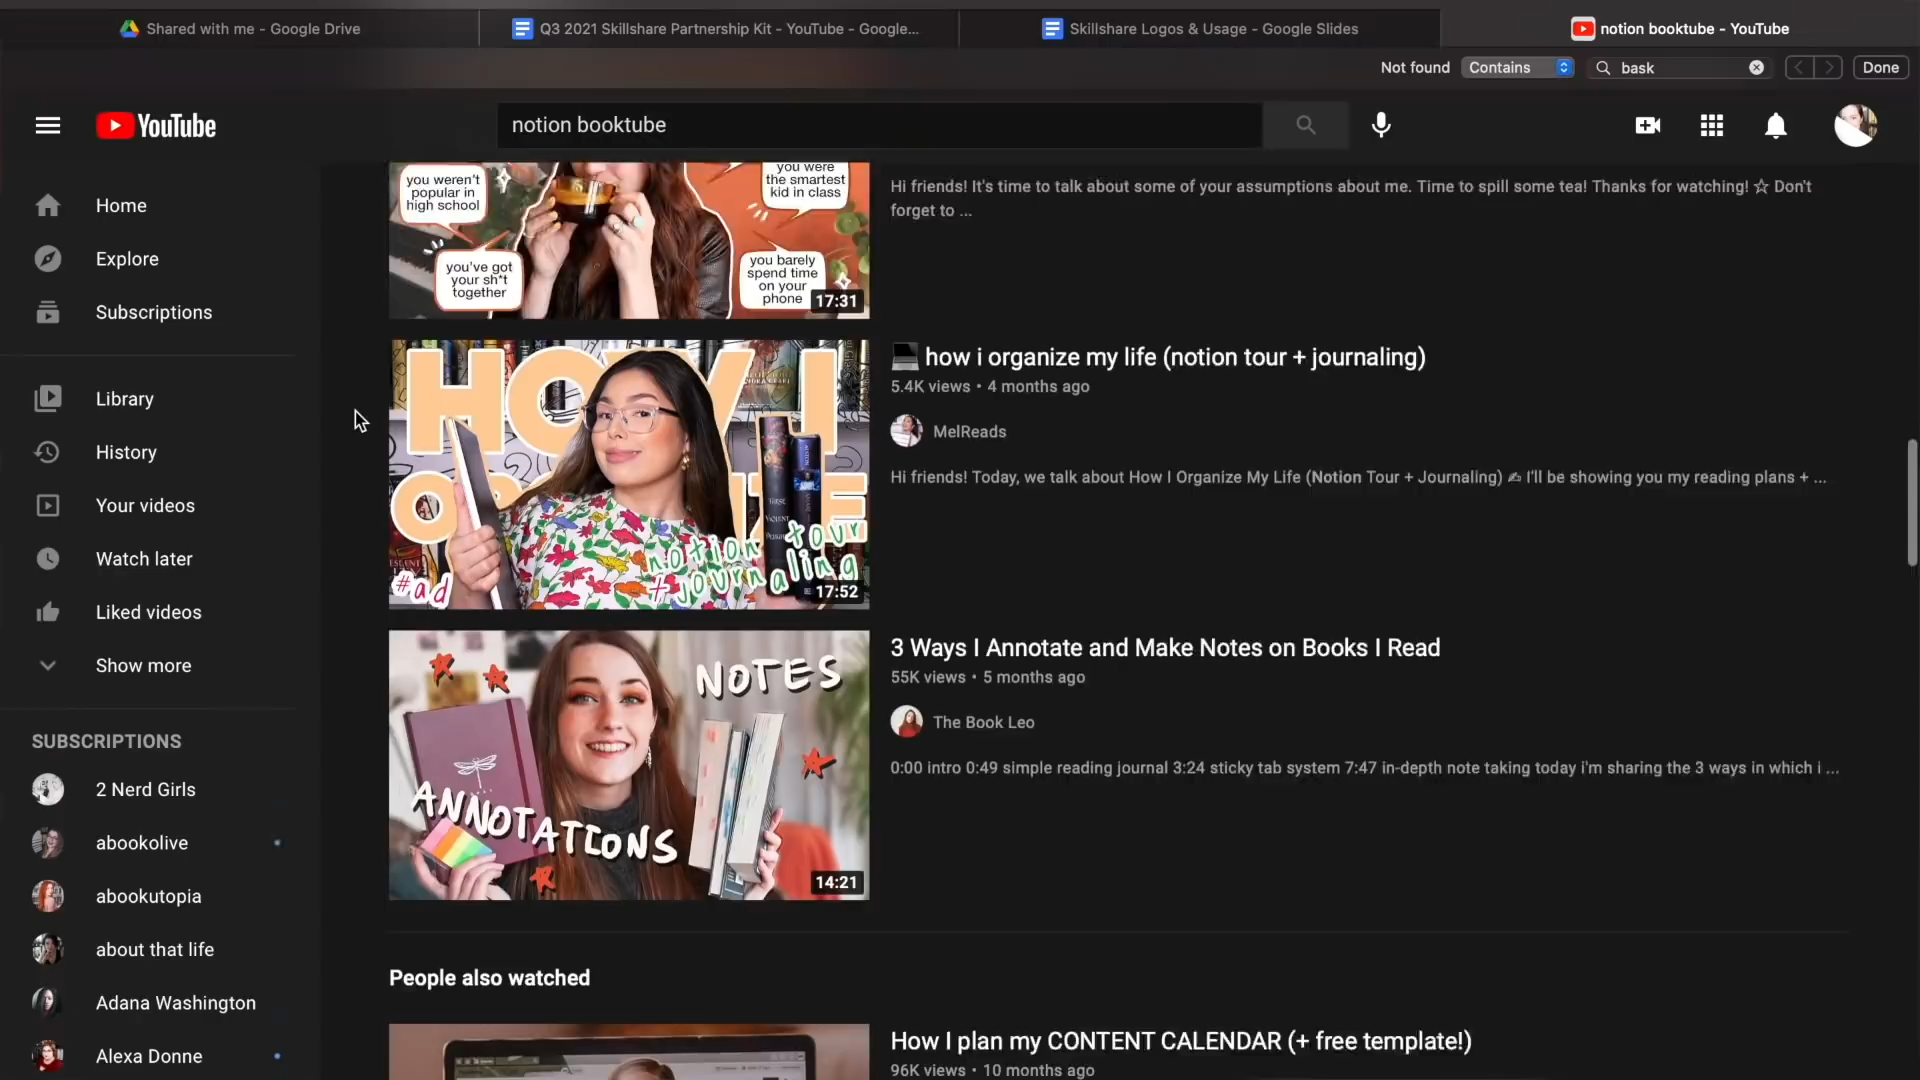 Shared with me - Google Drive
Q3 2021 Skillshare Partnership Kit - YouTube - Google...
Skillshare Logos & Usage - Google Slides
notion booktube - YouTube
Not found
Contains
bask
Done
YouTube
notion booktube
Home
Explore
Subscriptions
Library
History
Your videos
Watch later
Liked videos
Show more
SUBSCRIPTIONS
2 Nerd Girls
abookolive
abookutopia
about that life
Adana Washington
Alexa Donne
you weren't
popular in
high school
you were
the smartest
kid in class
you've got
your sh*t
together
you barely
spend time
on your
phone
17:31
Hi friends! It's time to talk about some of your assumptions about me. Time to spill some tea! Thanks for watching! ☆ Don't
forget to ...
HOW I
notion tour
+ journaling
#ad
17:52
💻 how i organize my life (notion tour + journaling)
5.4K views • 4 months ago
MelReads
Hi friends! Today, we talk about How I Organize My Life (Notion Tour + Journaling) ✍ I'll be showing you my reading plans + ...
NOTES
ANNOTATIONS
14:21
3 Ways I Annotate and Make Notes on Books I Read
55K views • 5 months ago
The Book Leo
0:00 intro 0:49 simple reading journal 3:24 sticky tab system 7:47 in-depth note taking today i'm sharing the 3 ways in which i ...
People also watched
How I plan my CONTENT CALENDAR (+ free template!)
96K views • 10 months ago